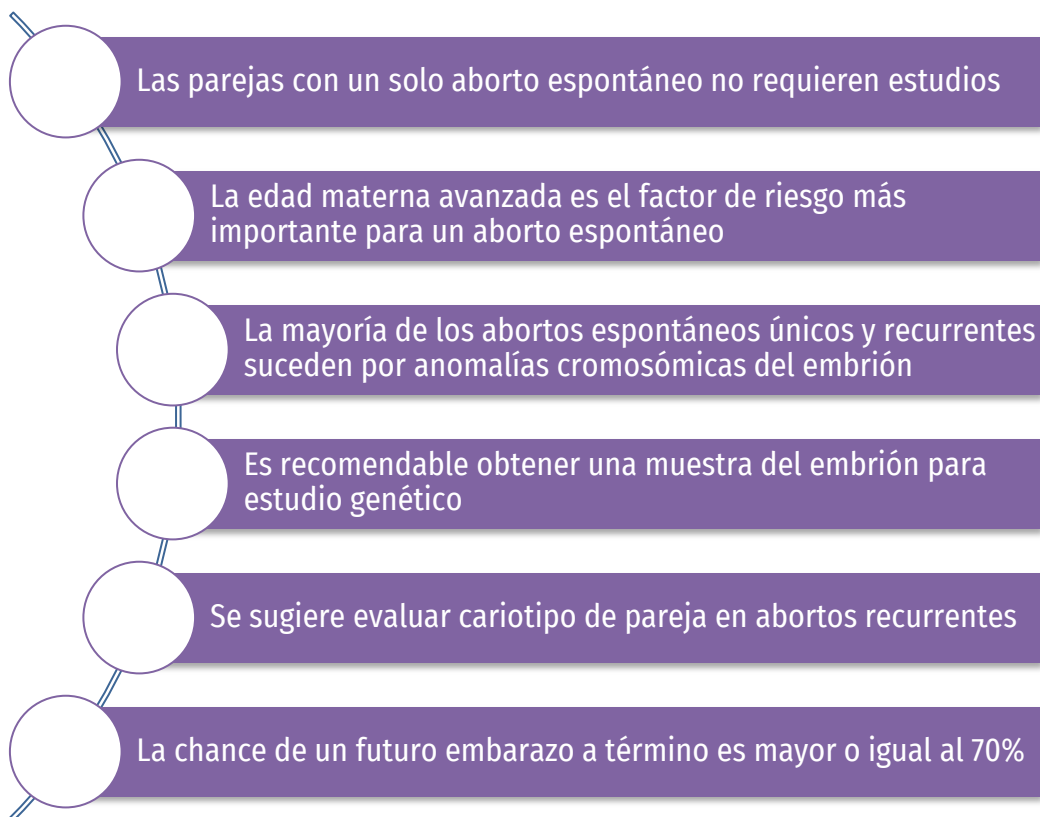 Las parejas con un solo aborto espontáneo no requieren estudios
La edad materna avanzada es el factor de riesgo más
importante para un aborto espontáneo
La mayoría de los abortos espontáneos únicos y recurrentes
suceden por anomalías cromosómicas del embrión
Es recomendable obtener una muestra del embrión para
estudio genético
Se sugiere evaluar cariotipo de pareja en abortos recurrentes
La chance de un futuro embarazo a término es mayor o igual al 70%